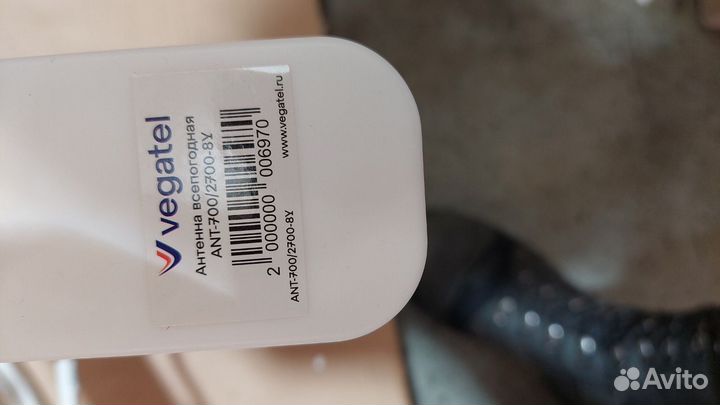 vegatel
Антенна всепогодная
ANT-700/2700-8Y
2 000000 006970
ANT-700/2700-8Y www.vegatel.ru
Avito